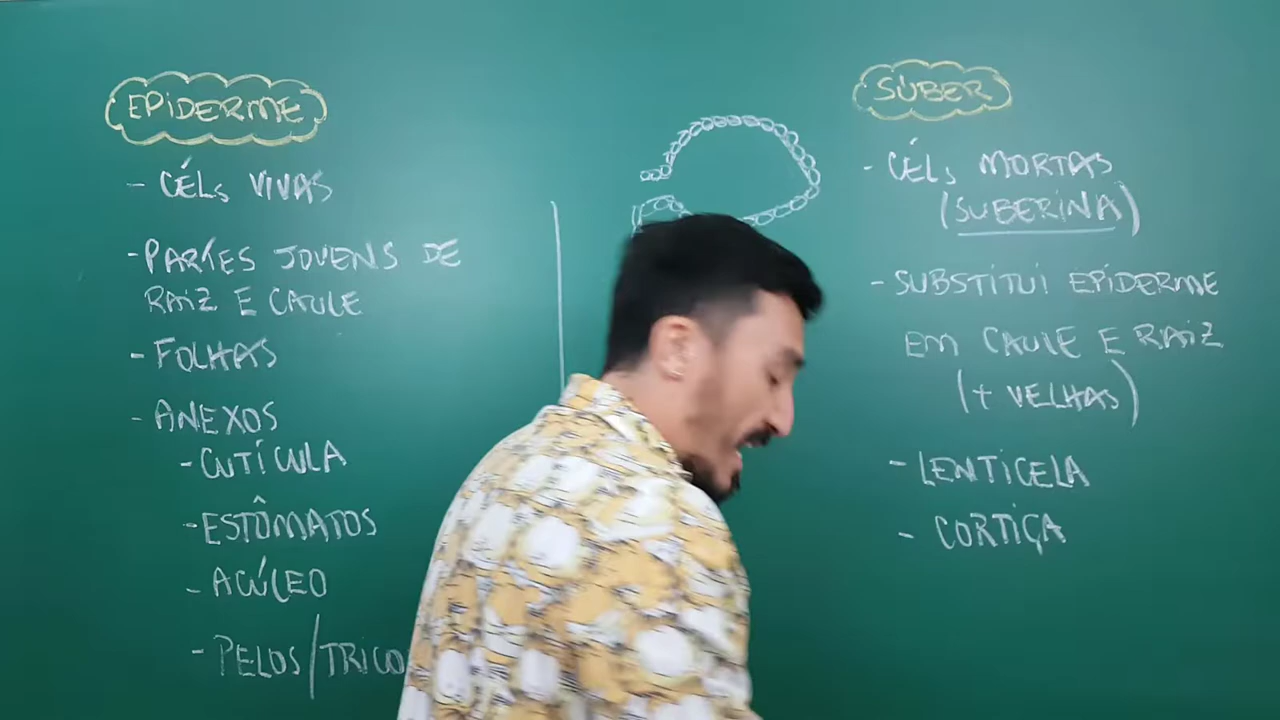 EPIDERME
- CÉLs VIVAS
- PARTES JOVENS DE
RAIZ E CAULE
- FOLHAS
- ANEXOS
- CUTÍCULA
- ESTÔMATOS
- ACÚLEO
- PELOS/TRICO
SÚBER
- CÉLs MORTAS
(SUBERINA)
- SUBSTITUI EPIDERME
EM CAULE E RAIZ
(+ VELHAS)
- LENTICELA
- CORTIÇA